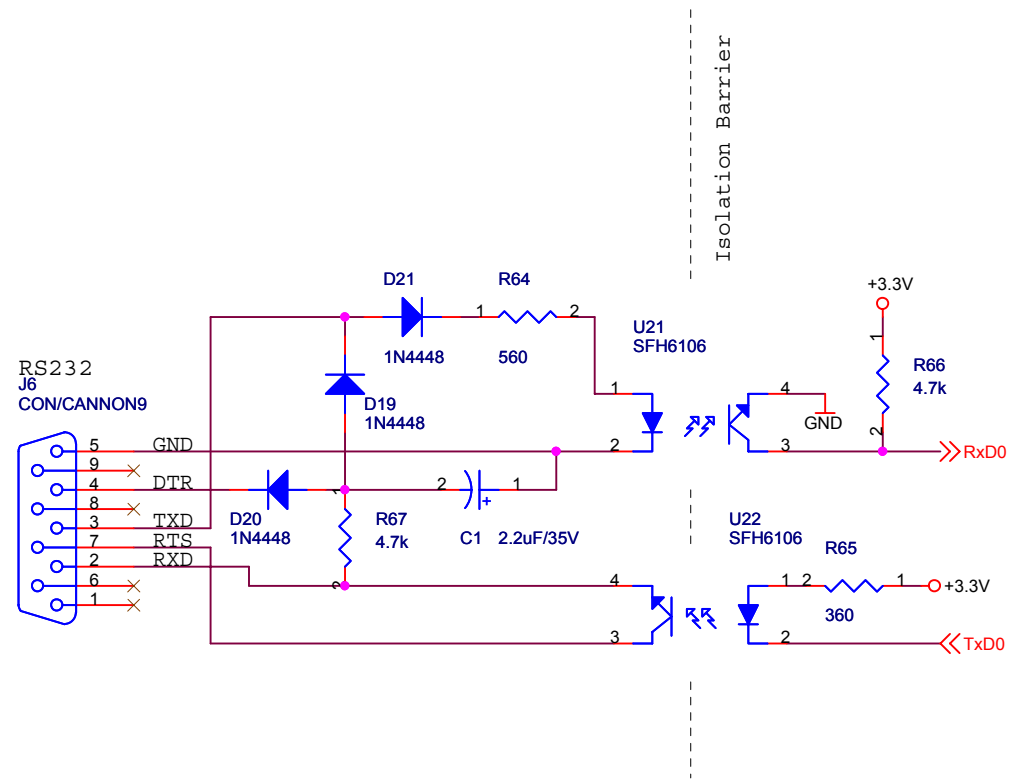 Isolation Barrier
D21
R64
+3.3V
1
2
1N4448
560
U21
SFH6106
1
R66
4.7k
2
RS232
J6
CON/CANNON9
D19
1N4448
1
2
4
3
GND
RxD0
5
GND
9
4
DTR
8
3
TXD
7
RTS
2
RXD
6
1
D20
1N4448
1
R67
4.7k
2
2
1
+
C1
2.2uF/35V
U22
SFH6106
R65
4
3
1
2
1
+3.3V
360
2
TxD0